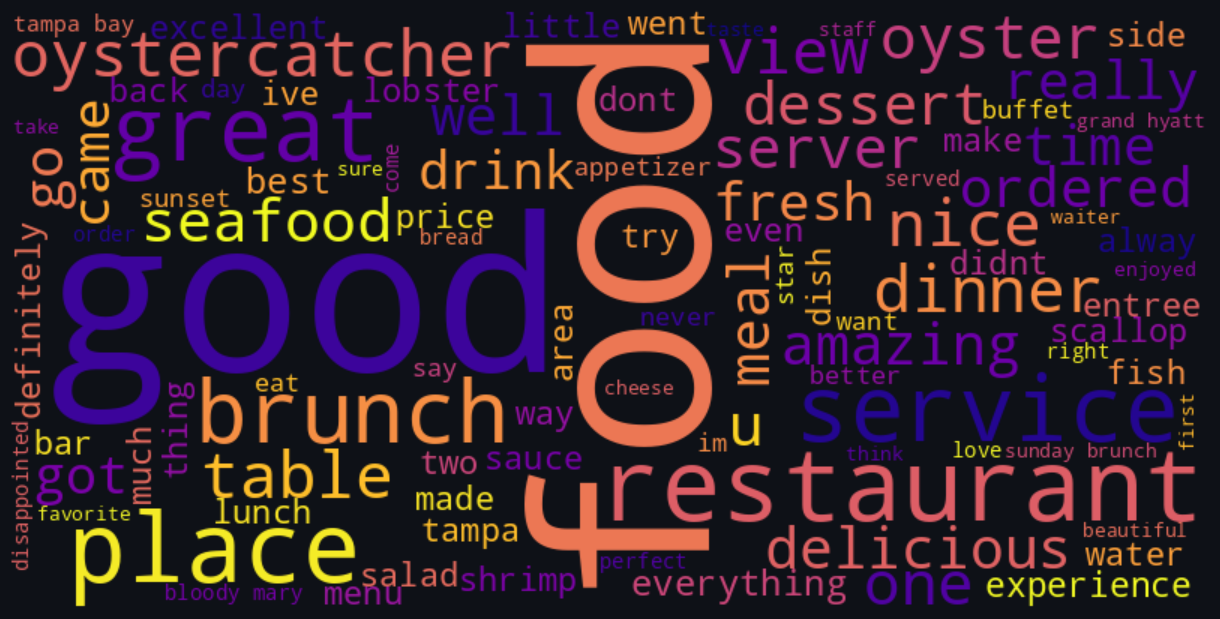 tampa bay
excellent
little
went
taste
staff
oyster
side
oystercatcher
view
really
back
day
ive
lobster
dont
dessert
buffet
grand hyatt
take
came
great
well
server
make
time
go
sure
come
drink
appetizer
served
ordered
best
sunset
seafood
price
fresh
nice
waiter
order
bread
try
even
alway
good
food
didnt
enjoyed
definitely
area
never
meal
star
dish
dinner
entree
want
amazing
scallop
right
say
eat
cheese
better
fish
thing
brunch
way
service
first
bar
much
im
u
think
love
sunday brunch
disappointed
got
table
two
sauce
restaurant
made
favorite
lunch
tampa
place
delicious
beautiful
water
perfect
salad
shrimp
everything
one
experience
bloody mary
menu